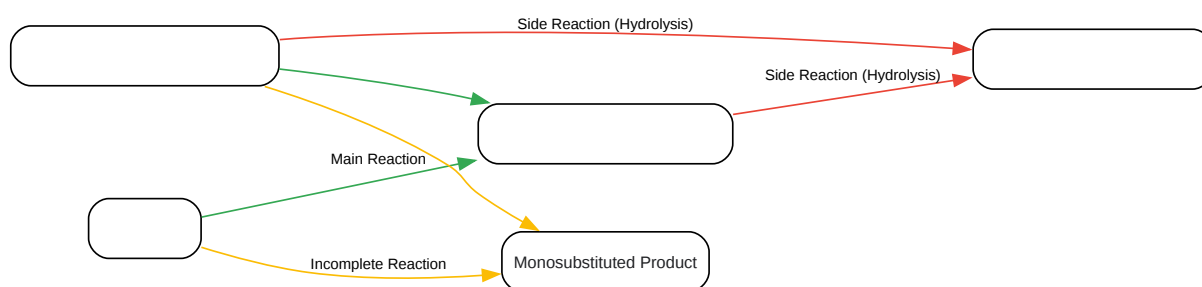 Side Reaction (Hydrolysis)
Side Reaction (Hydrolysis)
Main Reaction
Incomplete Reaction
Monosubstituted Product